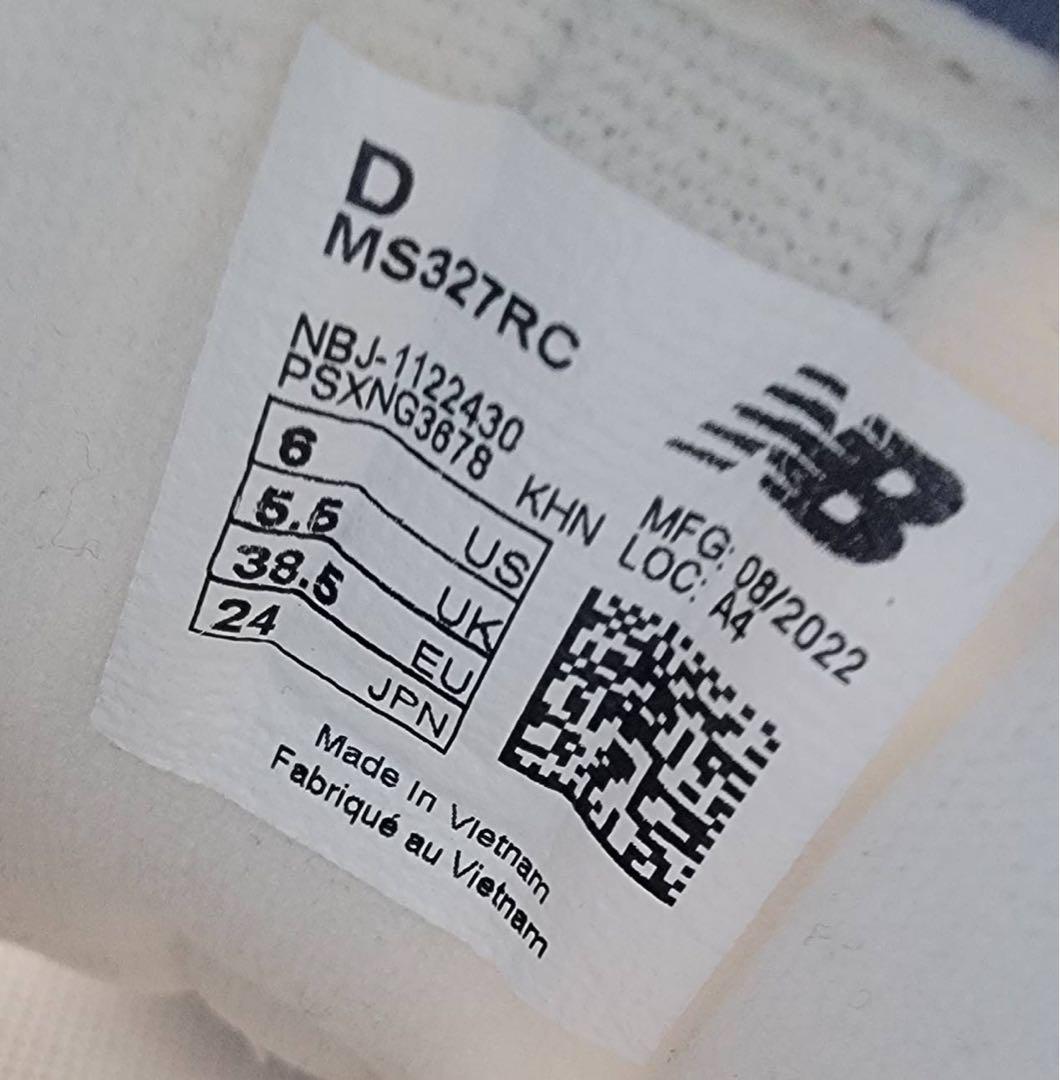 D
MS327RC
NBJ-1122430
PSXNG3678 KHN
6 US
5.5 UK
38.5 EU
24 JPN
MFG: 08/2022
LOC: A4
NB
Made in Vietnam
Fabriqué au Vietnam